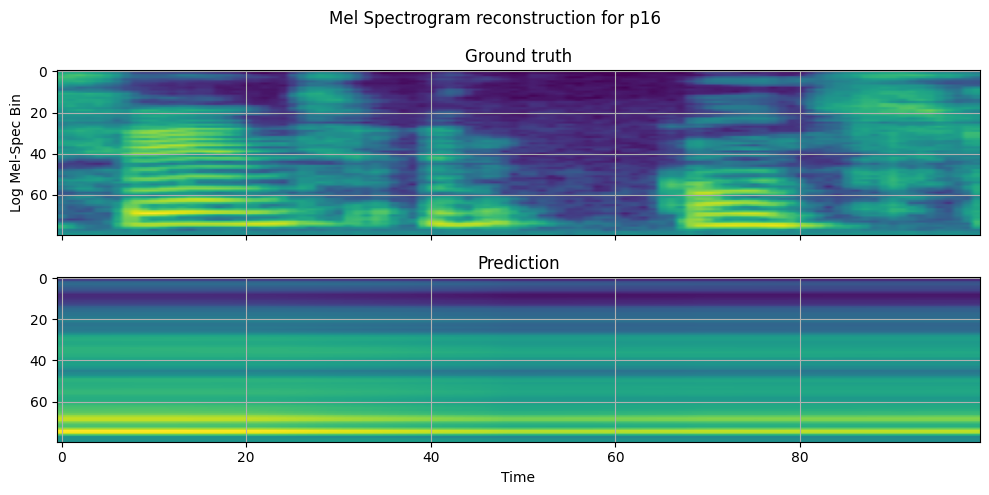 Mel Spectrogram reconstruction for p16
Ground truth
0
20
40
60
Log Mel-Spec Bin
Prediction
0
20
40
60
0 20 40 60 80
Time